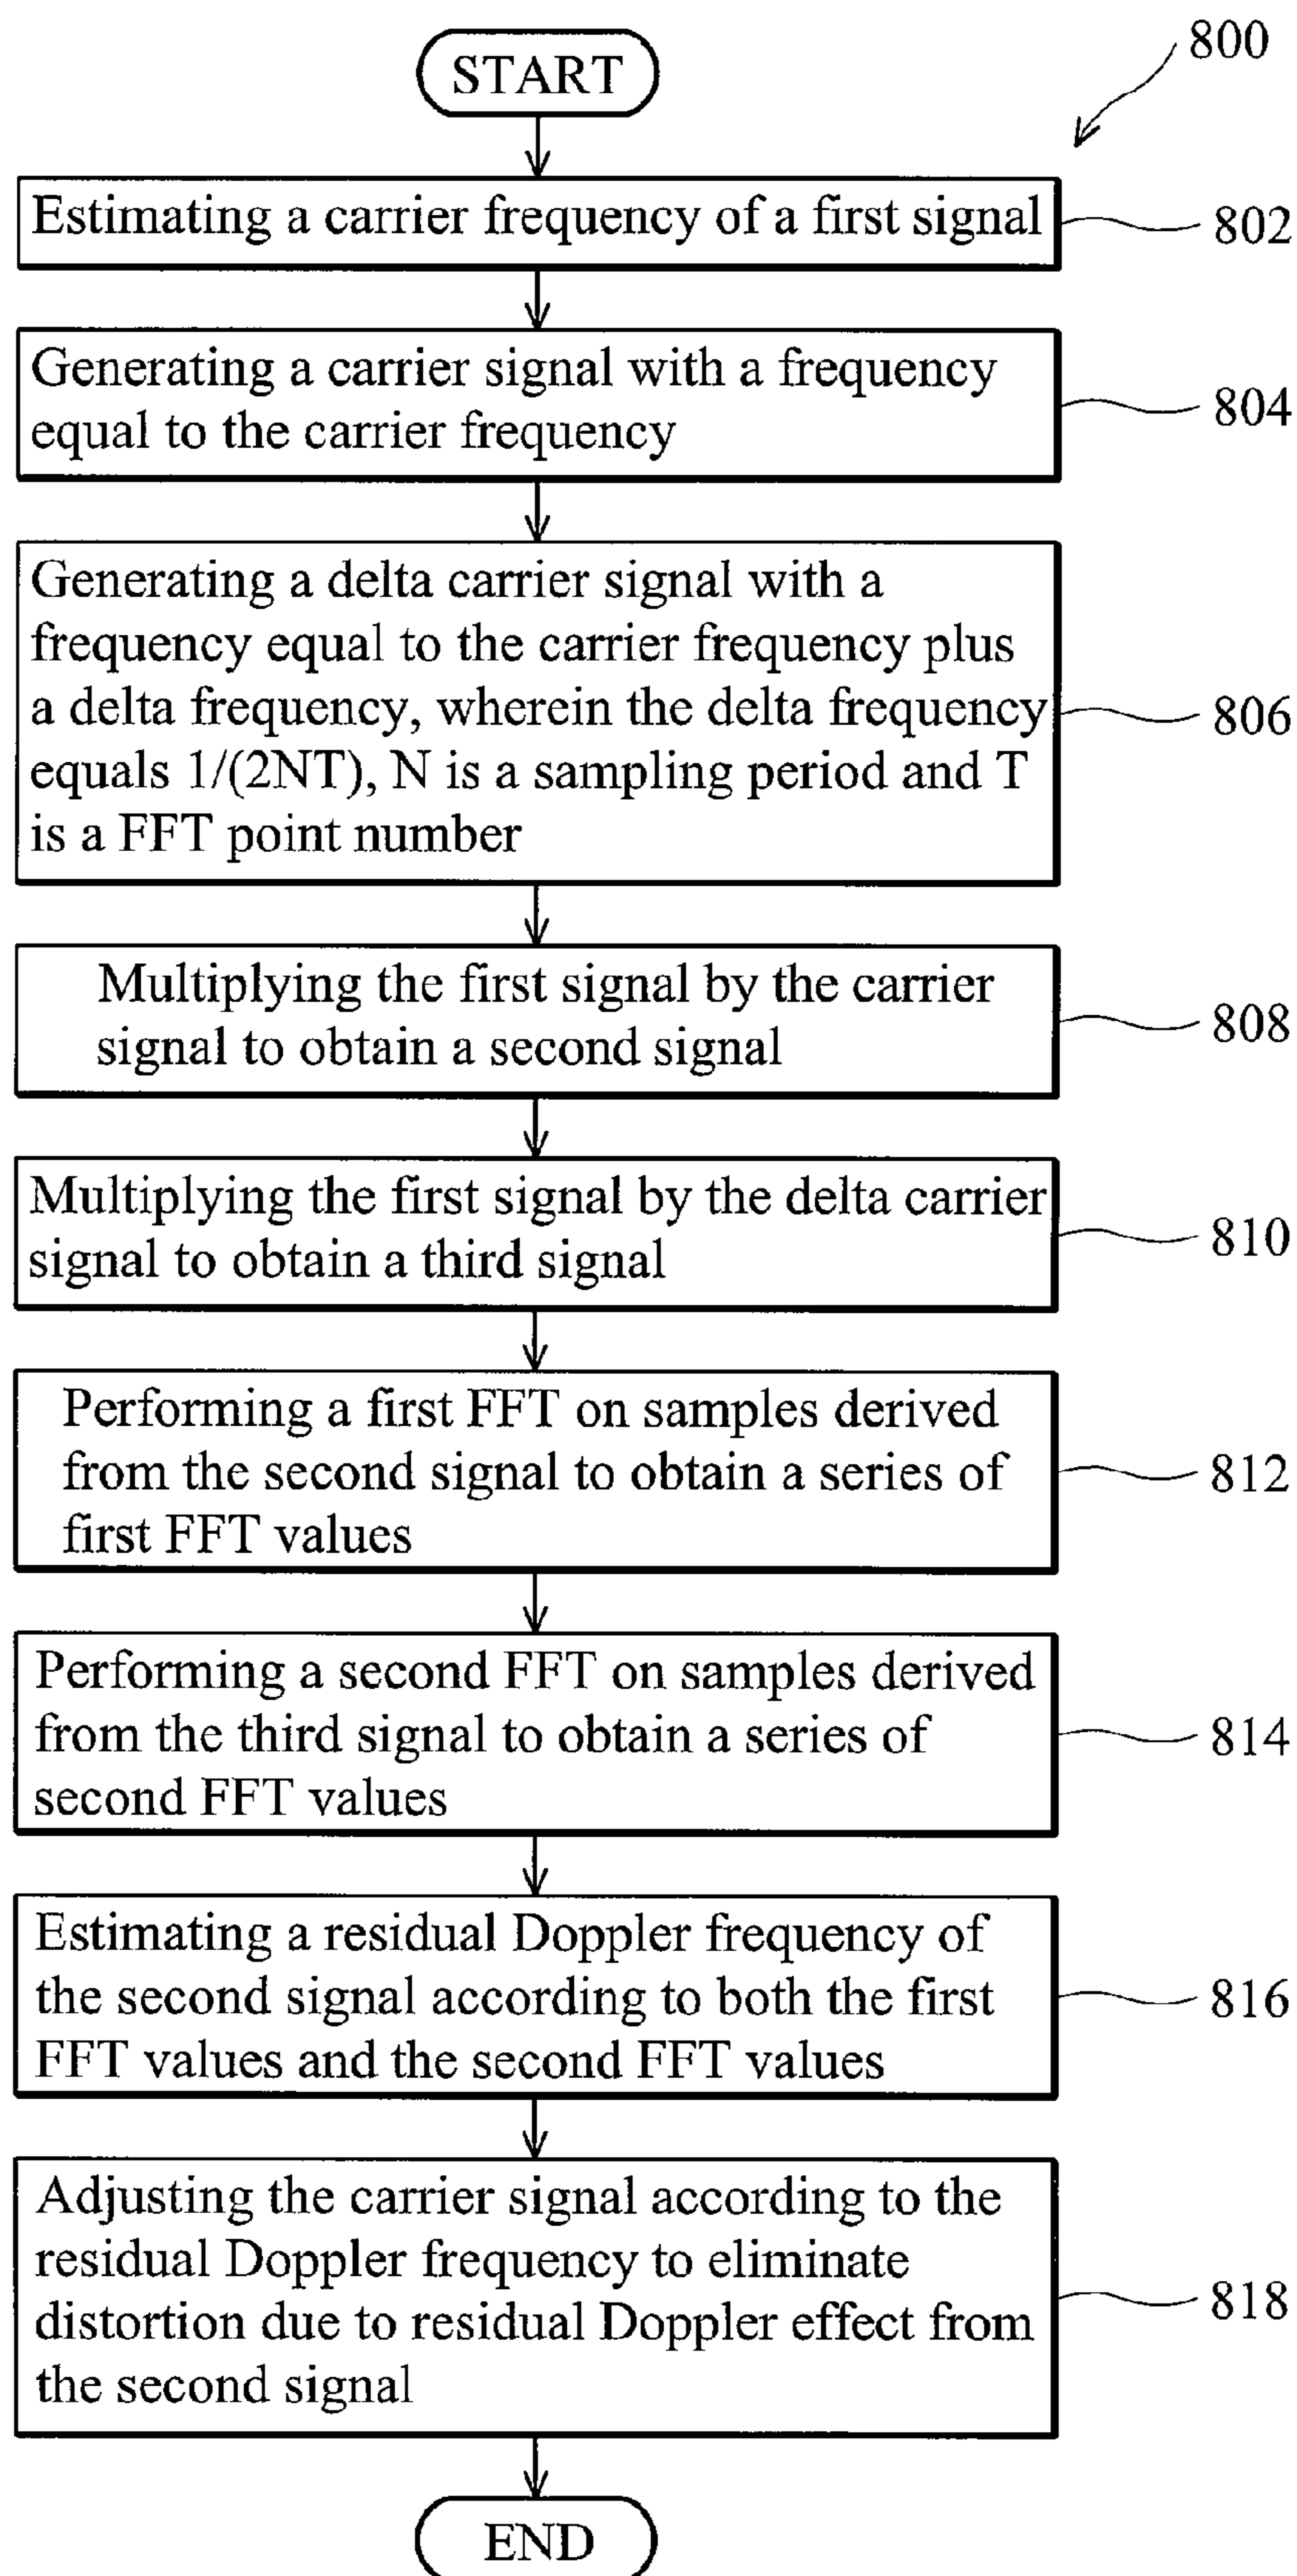 START
800
Estimating a carrier frequency of a first signal
802
Generating a carrier signal with a frequency
equal to the carrier frequency
804
Generating a delta carrier signal with a
frequency equal to the carrier frequency plus
a delta frequency, wherein the delta frequency
equals 1/(2NT), N is a sampling period and T
is a FFT point number
806
Multiplying the first signal by the carrier
signal to obtain a second signal
808
Multiplying the first signal by the delta carrier
signal to obtain a third signal
810
Performing a first FFT on samples derived
from the second signal to obtain a series of
first FFT values
812
Performing a second FFT on samples derived
from the third signal to obtain a series of
second FFT values
814
Estimating a residual Doppler frequency of
the second signal according to both the first
FFT values and the second FFT values
816
Adjusting the carrier signal according to the
residual Doppler frequency to eliminate
distortion due to residual Doppler effect from
the second signal
818
END